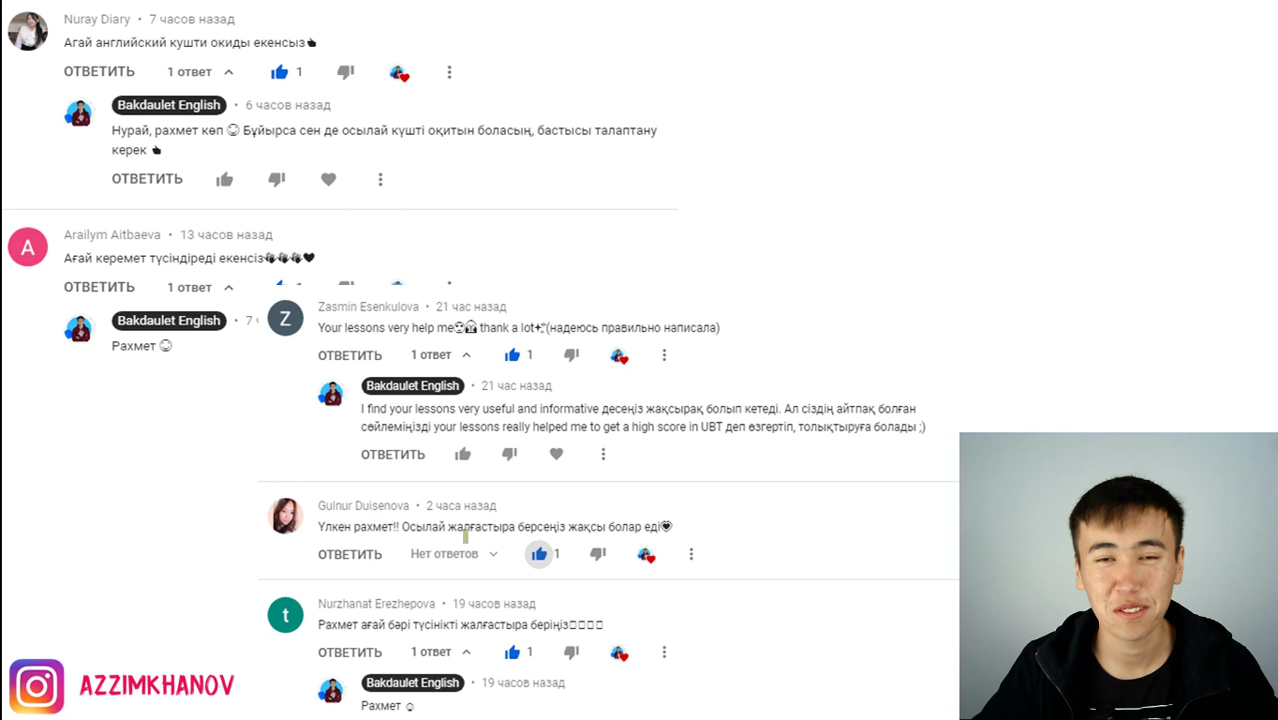 Nuray Diary • 7 часов назад
Агай английский кушти окиды екенсыз
ОТВЕТИТЬ 1 ответ 1
Bakdaulet English • 6 часов назад
Нурай, рахмет көп Бұйырса сен де осылай күшті оқитын боласың, бастысы талаптану
керек
ОТВЕТИТЬ
A
Arailym Aitbaeva • 13 часов назад
Ағай керемет түсіндіреді екенсіз
ОТВЕТИТЬ 1 ответ
Bakdaulet English • 7
Рахмет
Z
Zasmin Esenkulova • 21 час назад
Your lessons very help me thank a lot (надеюсь правильно написала)
ОТВЕТИТЬ 1 ответ 1
Bakdaulet English • 21 час назад
I find your lessons very useful and informative десеңіз жақсырақ болып кетеді. Ал сіздің айтпақ болған
сөйлеміңізді your lessons really helped me to get a high score in UBT деп өзгертіп, толықтыруға болады ;)
ОТВЕТИТЬ
Gulnur Duisenova • 2 часа назад
Үлкен рахмет!! Осылай жалғастыра берсеңіз жақсы болар еді
ОТВЕТИТЬ Нет ответов 1
t
Nurzhanat Erezhepova • 19 часов назад
Рахмет ағай бәрі түсінікті жалғастыра беріңіз
ОТВЕТИТЬ 1 ответ 1
Bakdaulet English • 19 часов назад
Рахмет
AZZIMKHANOV